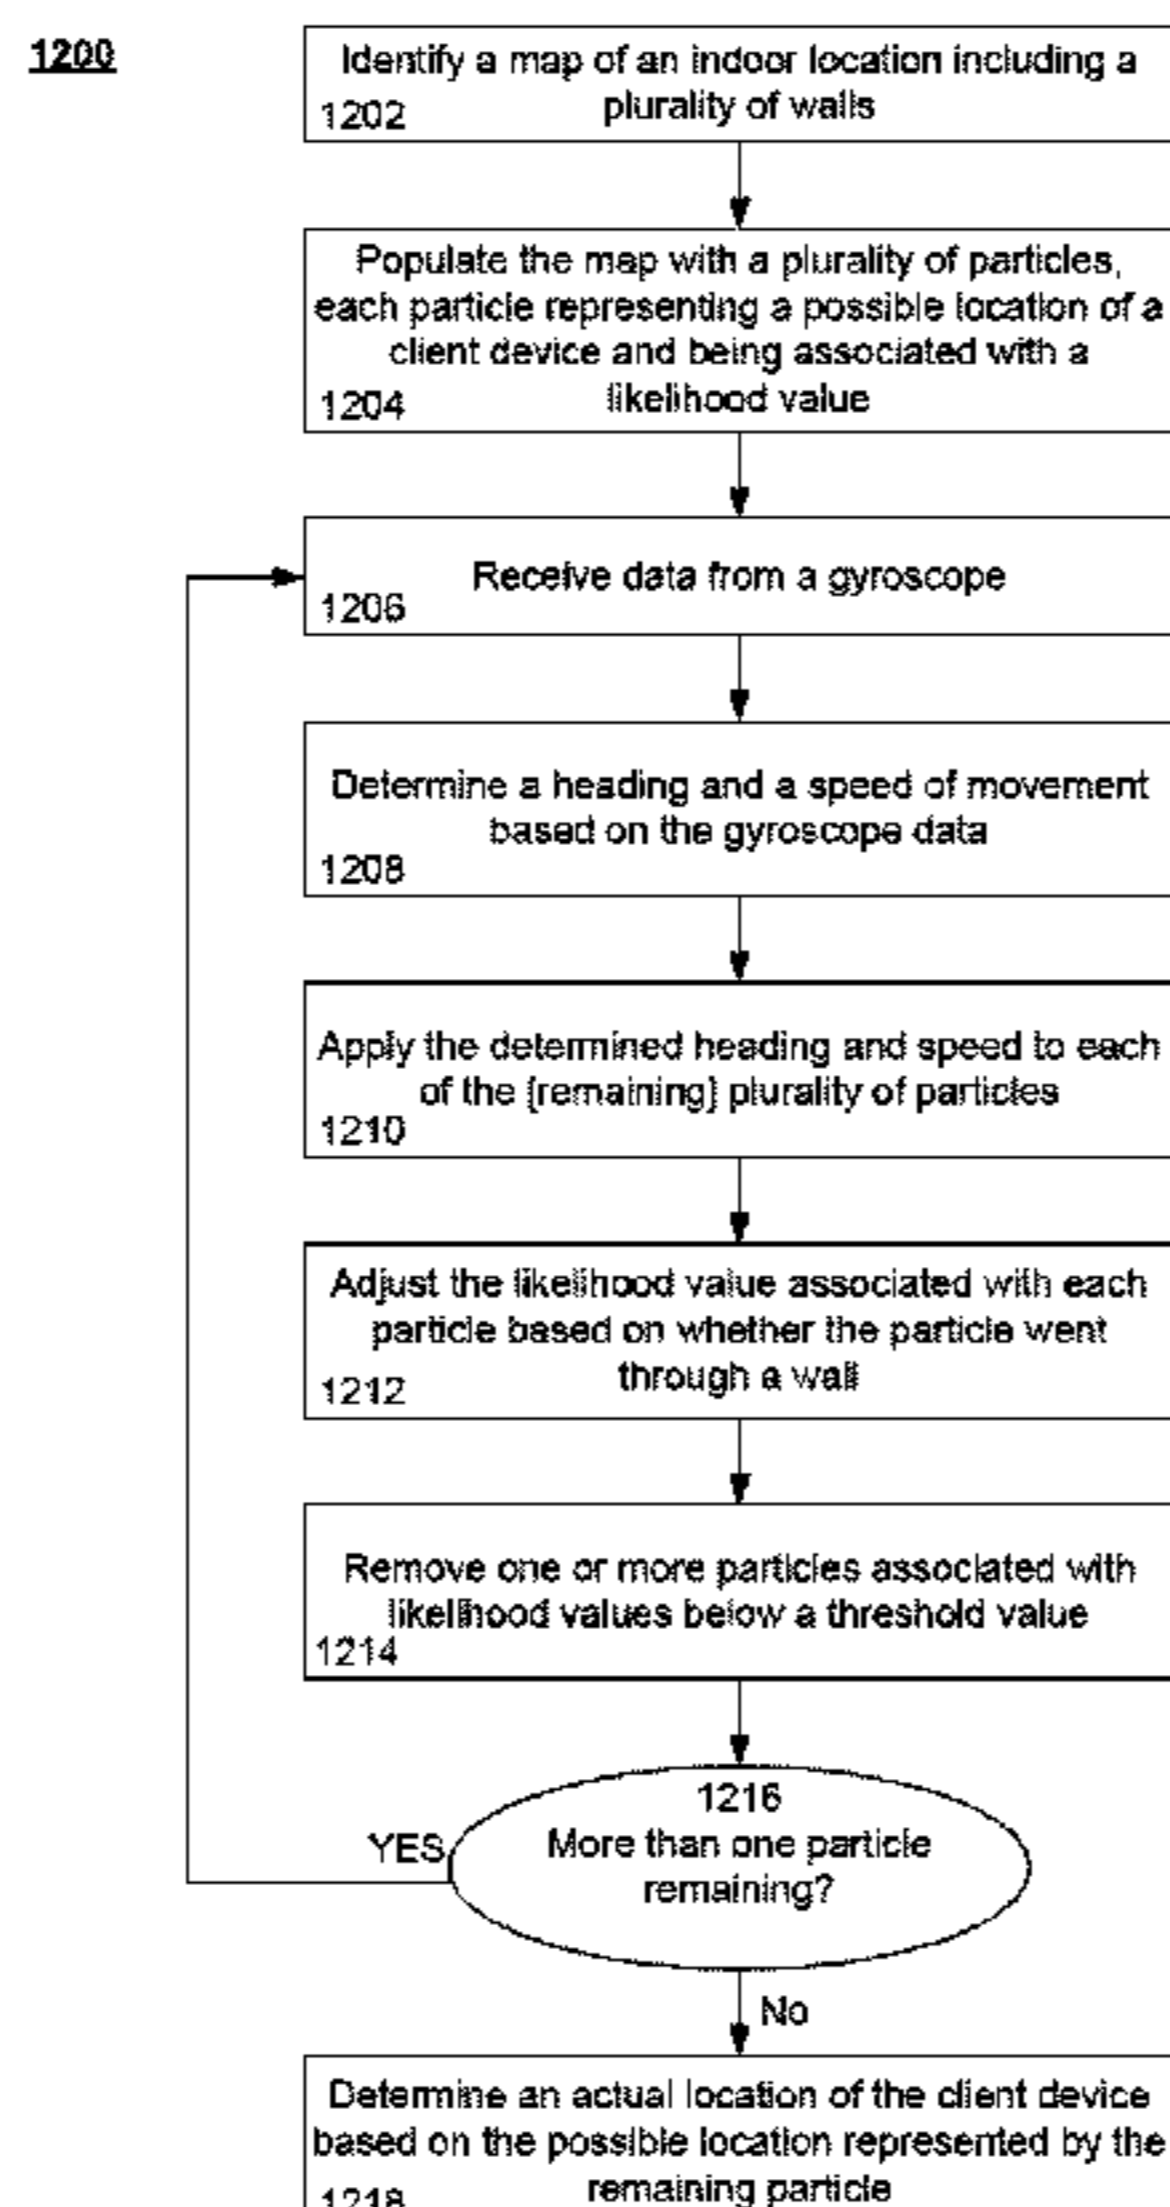 1200
Identify a map of an indoor location including a
plurality of walls
1202
Populate the map with a plurality of particles,
each particle representing a possible location of a
client device and being associated with a
likelihood value
1204
Receive data from a gyroscope
1206
Determine a heading and a speed of movement
based on the gyroscope data
1208
Apply the determined heading and speed to each
of the [remaining] plurality of particles
1210
Adjust the likelihood value associated with each
particle based on whether the particle went
through a wall
1212
Remove one or more particles associated with
likelihood values below a threshold value
1214
1216
More than one particle
remaining?
YES
No
Determine an actual location of the client device
based on the possible location represented by the
remaining particle
1218